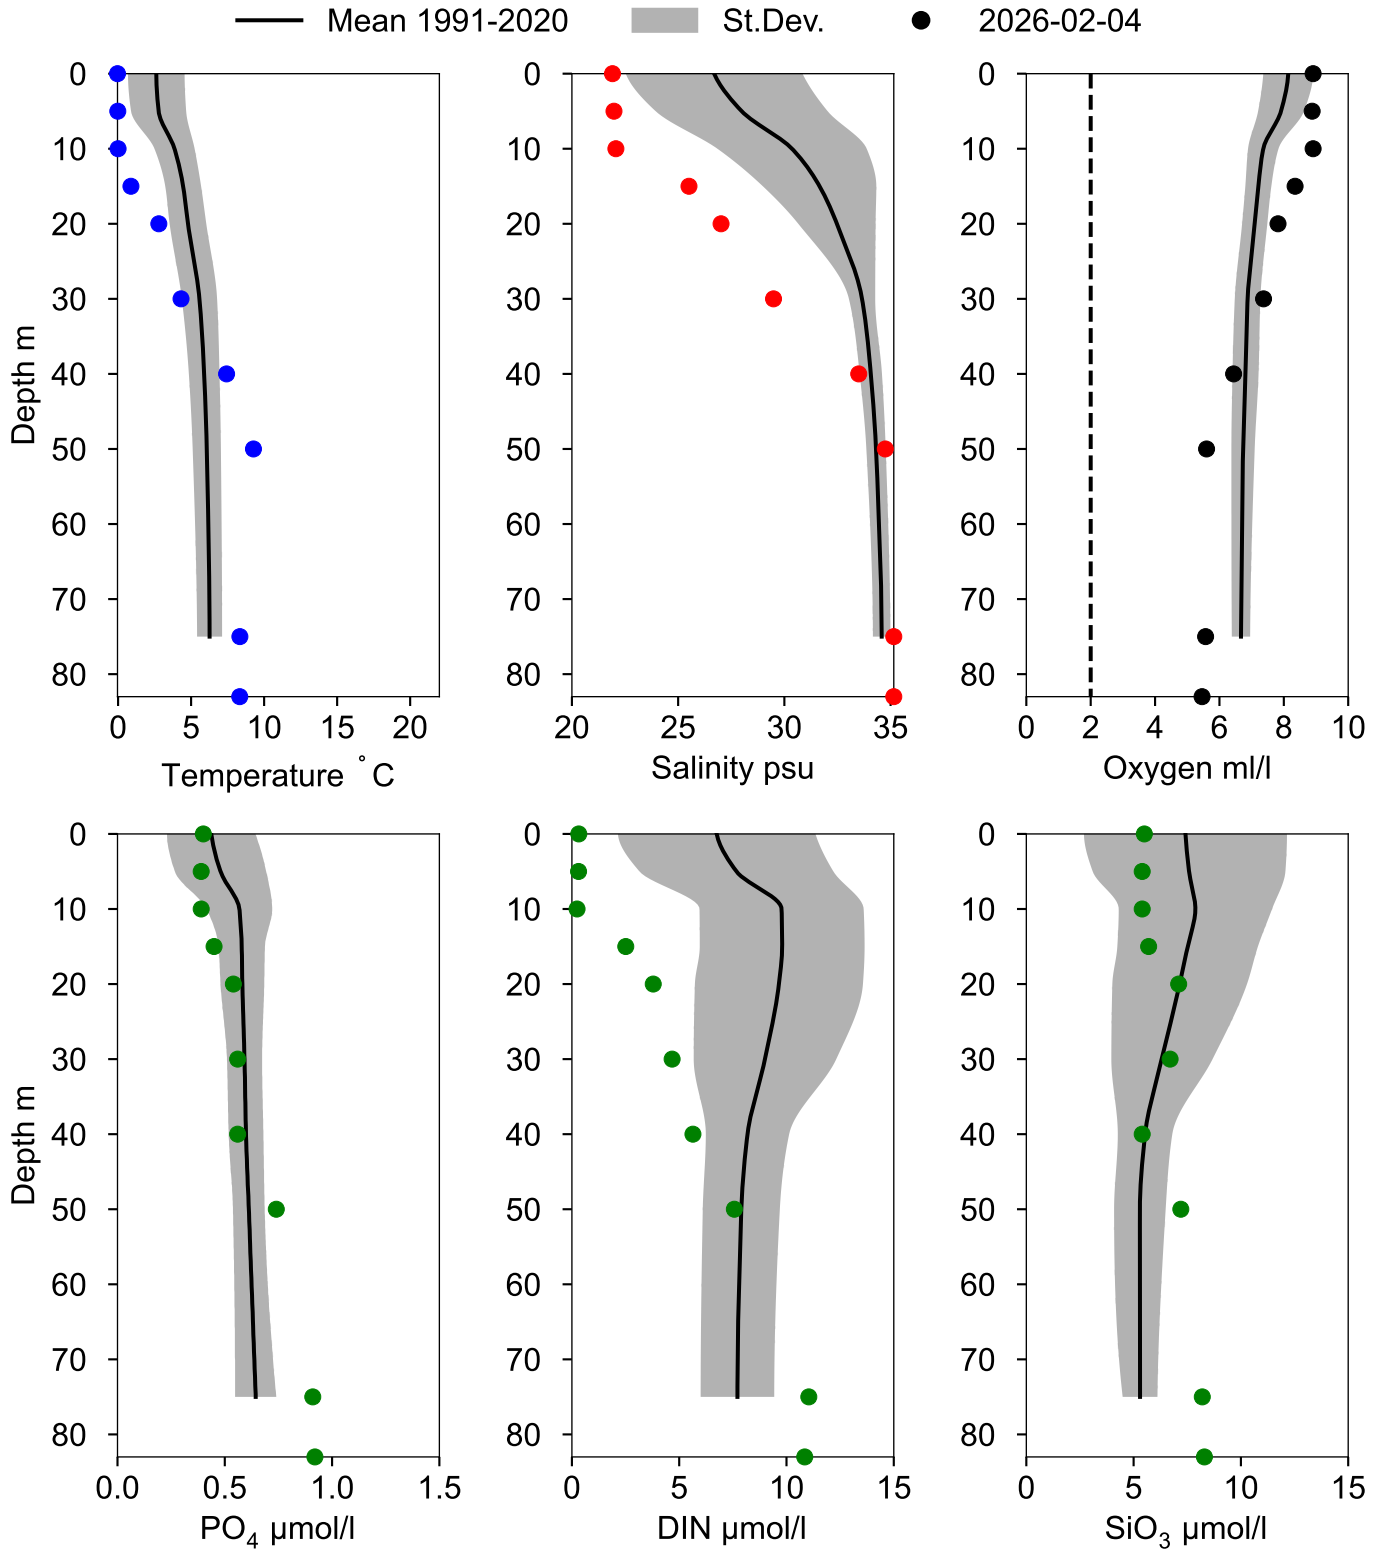 Mean 1991-2020 St.Dev. 2026-02-04
0 0 0
10 10 10
20 20 20
30 30 30
40 40 40
50 50 50
60 60 60
70 70 70
80 80 80
Depth m
0 5 10 15 20 20 25 30 35 0 2 4 6 8 10
Temperature °C Salinity psu Oxygen ml/l
0 0 0
10 10 10
20 20 20
30 30 30
40 40 40
50 50 50
60 60 60
70 70 70
80 80 80
Depth m
0.0 0.5 1.0 1.5 0 5 10 15 0 5 10 15
PO₄ µmol/l DIN µmol/l SiO₃ µmol/l